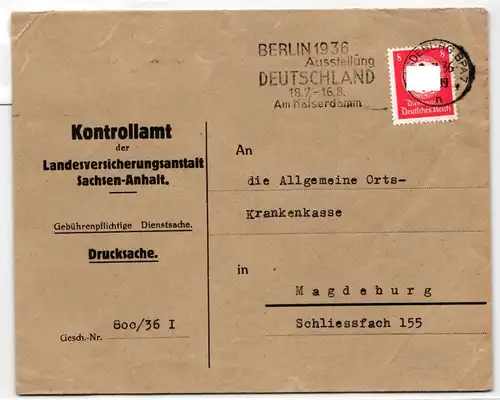 BERLIN 1936
Ausstellung
DEUTSCHLAND
18.7.-16.8.
Am Kaiserdamm
8 8
Deutsches Reich
Kontrollamt
der
Landesversicherungsanstalt
Sachsen-Anhalt.
Gebührenpflichtige Dienstsache.
Drucksache.
800/36 I
Gesch.-Nr.
An
die Allgemeine Orts-
Krankenkasse
in
Magdeburg
Schliessfach 155